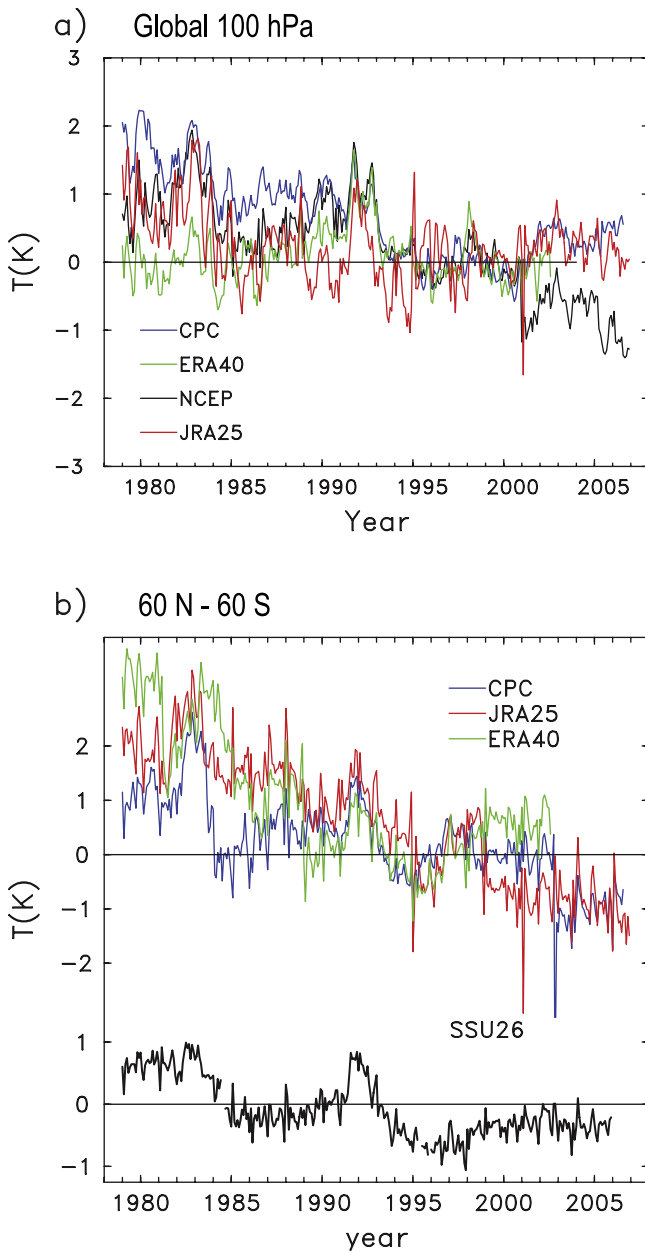 a) Global 100 hPa
3
2
1
0
-1
-2
-3
T(K)
CPC
ERA40
NCEP
JRA25
1980 1985 1990 1995 2000 2005
Year
b) 60 N - 60 S
CPC
JRA25
ERA40
2
1
0
-1
-2
T(K)
SSU26
1
0
-1
1980 1985 1990 1995 2000 2005
year